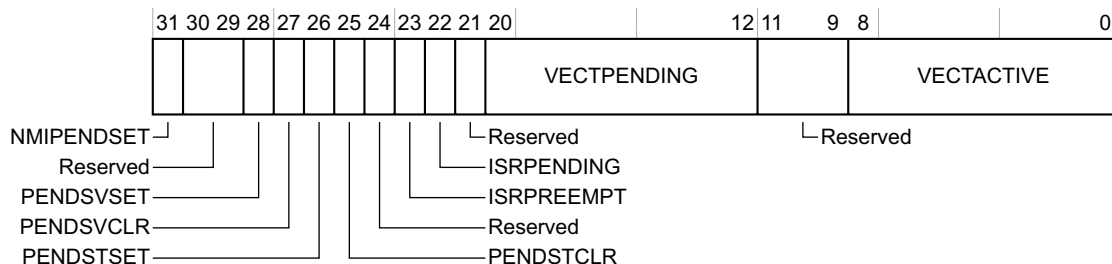 31 30 29 28 27 26 25 24 23 22 21 20 12 11 9 8 0
VECTPENDING VECTACTIVE
NMIPENDSET Reserved Reserved
Reserved ISRPENDING
PENDSVSET ISRPREEMPT
PENDSVCLR Reserved
PENDSTSET PENDSTCLR